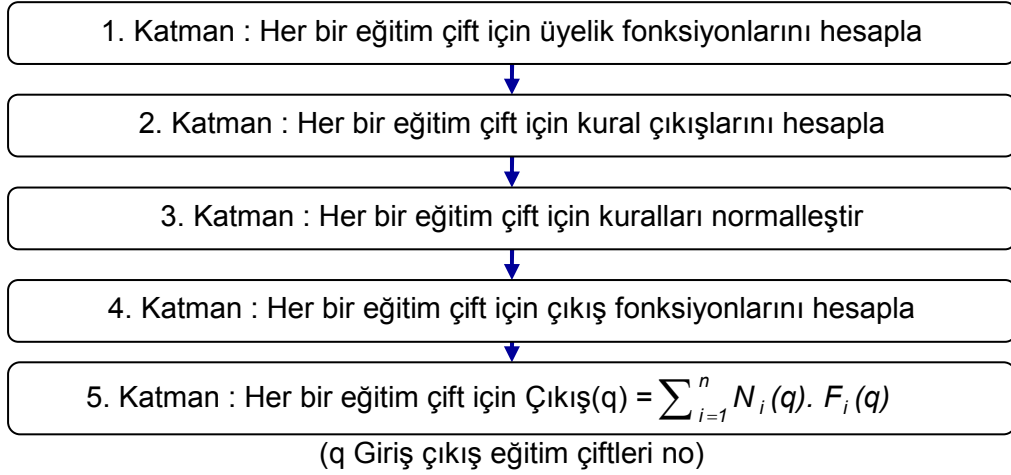 1. Katman : Her bir eğitim çift için üyelik fonksiyonlarını hesapla
2. Katman : Her bir eğitim çift için kural çıkışlarını hesapla
3. Katman : Her bir eğitim çift için kuralları normalleştir
4. Katman : Her bir eğitim çift için çıkış fonksiyonlarını hesapla
5. Katman : Her bir eğitim çift için Çıkış(q) = ∑ⁿᵢ₌₁ Nᵢ(q). Fᵢ(q)
(q Giriş çıkış eğitim çiftleri no)